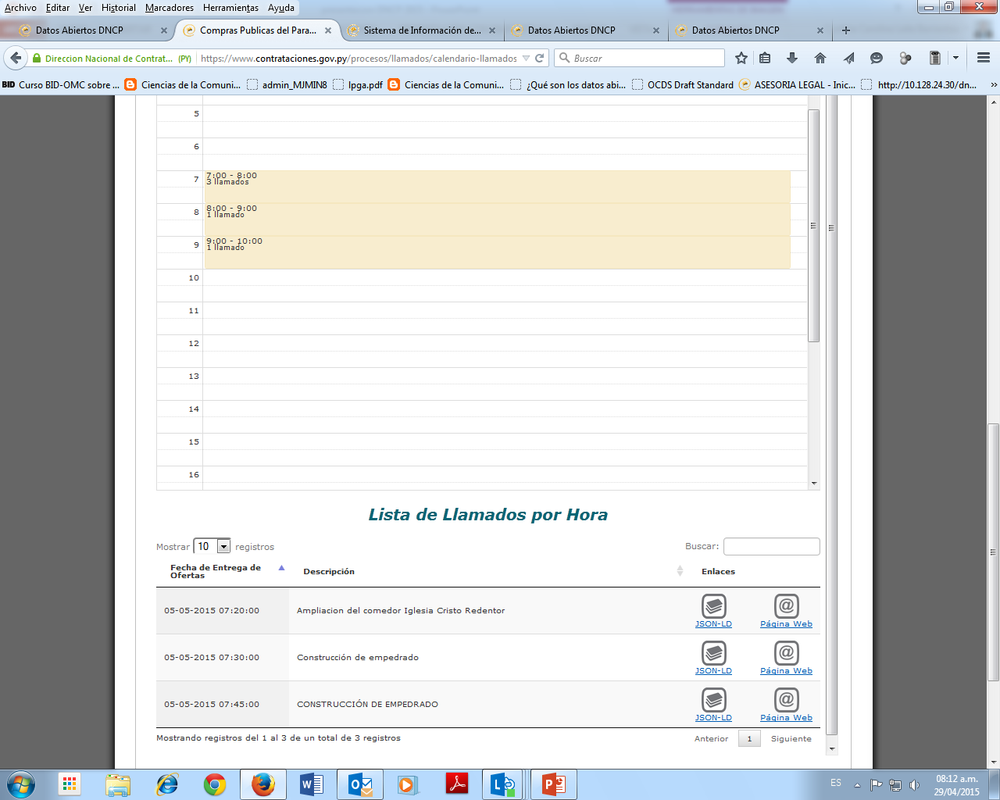 Archivo Editar Ver Historial Marcadores Herramientas Ayuda
Datos Abiertos DNCP
Compras Publicas del Para...
Sistema de Información de...
Datos Abiertos DNCP
Datos Abiertos DNCP
Direccion Nacional de Contrat... (PY) https://www.contrataciones.gov.py/procesos/llamados/calendario-llamados
Buscar
BID Curso BID-OMC sobre ... Ciencias de la Comuni... admin_MJMIN8 lpga.pdf Ciencias de la Comuni... ¿Qué son los datos abi... OCDS Draft Standard ASESORIA LEGAL - Inic... http://10.128.24.30/dn... »
5
6
7
7:00 - 8:00
3 llamados
8
8:00 - 9:00
1 llamado
9
9:00 - 10:00
1 llamado
10
11
12
13
14
15
16
Lista de Llamados por Hora
Mostrar 10 registros
Buscar:
Fecha de Entrega de
Ofertas
Descripción
Enlaces
05-05-2015 07:20:00 Ampliacion del comedor Iglesia Cristo Redentor
JSON-LD Página Web
05-05-2015 07:30:00 Construcción de empedrado
JSON-LD Página Web
05-05-2015 07:45:00 CONSTRUCCIÓN DE EMPEDRADO
JSON-LD Página Web
Mostrando registros del 1 al 3 de un total de 3 registros
Anterior 1 Siguiente
ES
08:12 a.m.
29/04/2015